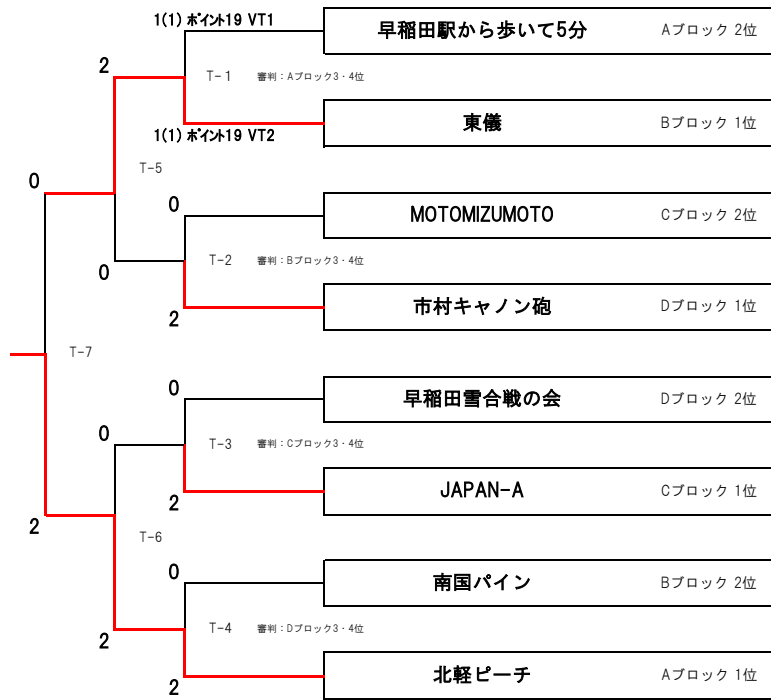 1(1) ﾎﾟｲﾝﾄ19 VT1
早稲田駅から歩いて5分 Aブロック 2位
2
T-1 審判：Aブロック3・4位
東儀 Bブロック 1位
1(1) ﾎﾟｲﾝﾄ19 VT2
T-5
0
0
MOTOMIZUMOTO Cブロック 2位
T-2 審判：Bブロック3・4位
0
市村キャノン砲 Dブロック 1位
2
T-7
0
早稲田雪合戦の会 Dブロック 2位
0
T-3 審判：Cブロック3・4位
JAPAN-A Cブロック 1位
2
2
T-6
0
南国パイン Bブロック 2位
T-4 審判：Dブロック3・4位
2
北軽ピーチ Aブロック 1位
2